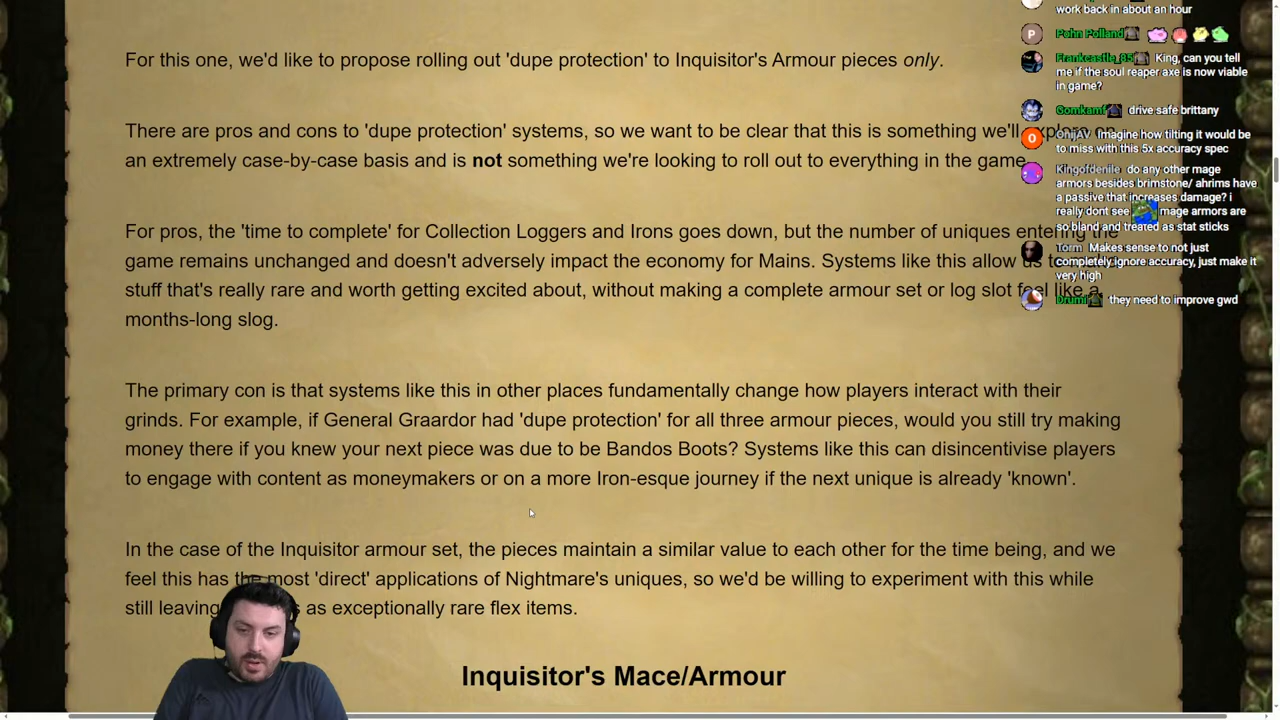 For this one, we'd like to propose rolling out 'dupe protection' to Inquisitor's Armour pieces only.
There are pros and cons to 'dupe protection' systems, so we want to be clear that this is something we'll
an extremely case-by-case basis and is not something we're looking to roll out to everything in the game.
For pros, the 'time to complete' for Collection Loggers and Irons goes down, but the number of uniques entering the
game remains unchanged and doesn't adversely impact the economy for Mains. Systems like this allow us
stuff that's really rare and worth getting excited about, without making a complete armour set or log slot feel like a
months-long slog.
The primary con is that systems like this in other places fundamentally change how players interact with their
grinds. For example, if General Graardor had 'dupe protection' for all three armour pieces, would you still try making
money there if you knew your next piece was due to be Bandos Boots? Systems like this can disincentivise players
to engage with content as moneymakers or on a more Iron-esque journey if the next unique is already 'known'.
In the case of the Inquisitor armour set, the pieces maintain a similar value to each other for the time being, and we
feel this has the most 'direct' applications of Nightmare's uniques, so we'd be willing to experiment with this while
still leaving as exceptionally rare flex items.
Inquisitor's Mace/Armour
work back in about an hour
Pohn Polland
Frankcastle_85 King, can you tell
me if the soul reaper axe is now viable
in game?
Gomkamf drive safe brittany
OnijAV Imagine how tilting it would be
to miss with this 5x accuracy spec
Kingofdenile do any other mage
armors besides brimstone/ ahrims have
a passive that increases damage? i
really dont see mage armors are
so bland and treated as stat sticks
Torm Makes sense to not just
completely ignore accuracy, just make it
very high
Drumi they need to improve gwd